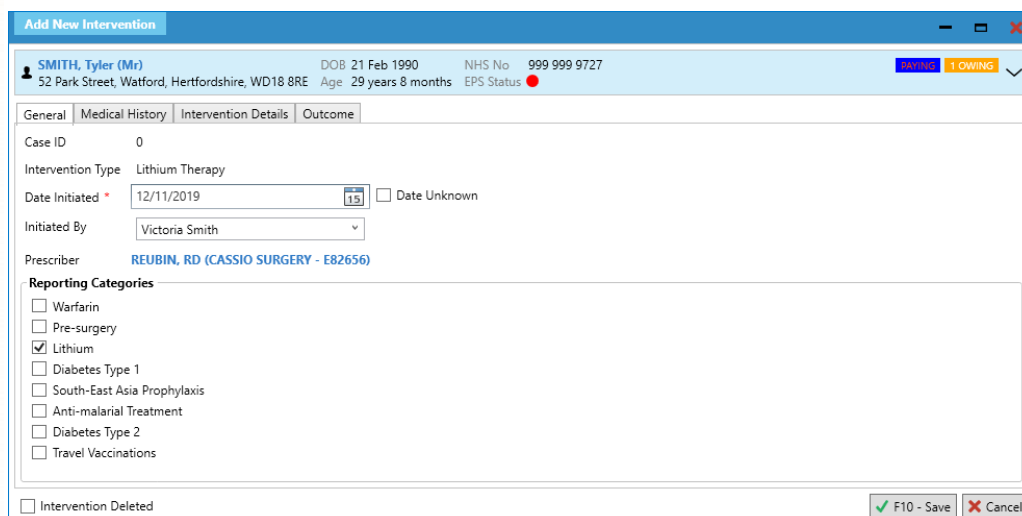 Add New Intervention
SMITH, Tyler (Mr) DOB 21 Feb 1990 NHS No 999 999 9727 PAYING 1 OWING
52 Park Street, Watford, Hertfordshire, WD18 8RE Age 29 years 8 months EPS Status
General Medical History Intervention Details Outcome
Case ID 0
Intervention Type Lithium Therapy
Date Initiated * 12/11/2019 15 Date Unknown
Initiated By Victoria Smith
Prescriber REUBIN, RD (CASSIO SURGERY - E82656)
Reporting Categories
Warfarin
Pre-surgery
Lithium
Diabetes Type 1
South-East Asia Prophylaxis
Anti-malarial Treatment
Diabetes Type 2
Travel Vaccinations
Intervention Deleted F10 - Save Cancel